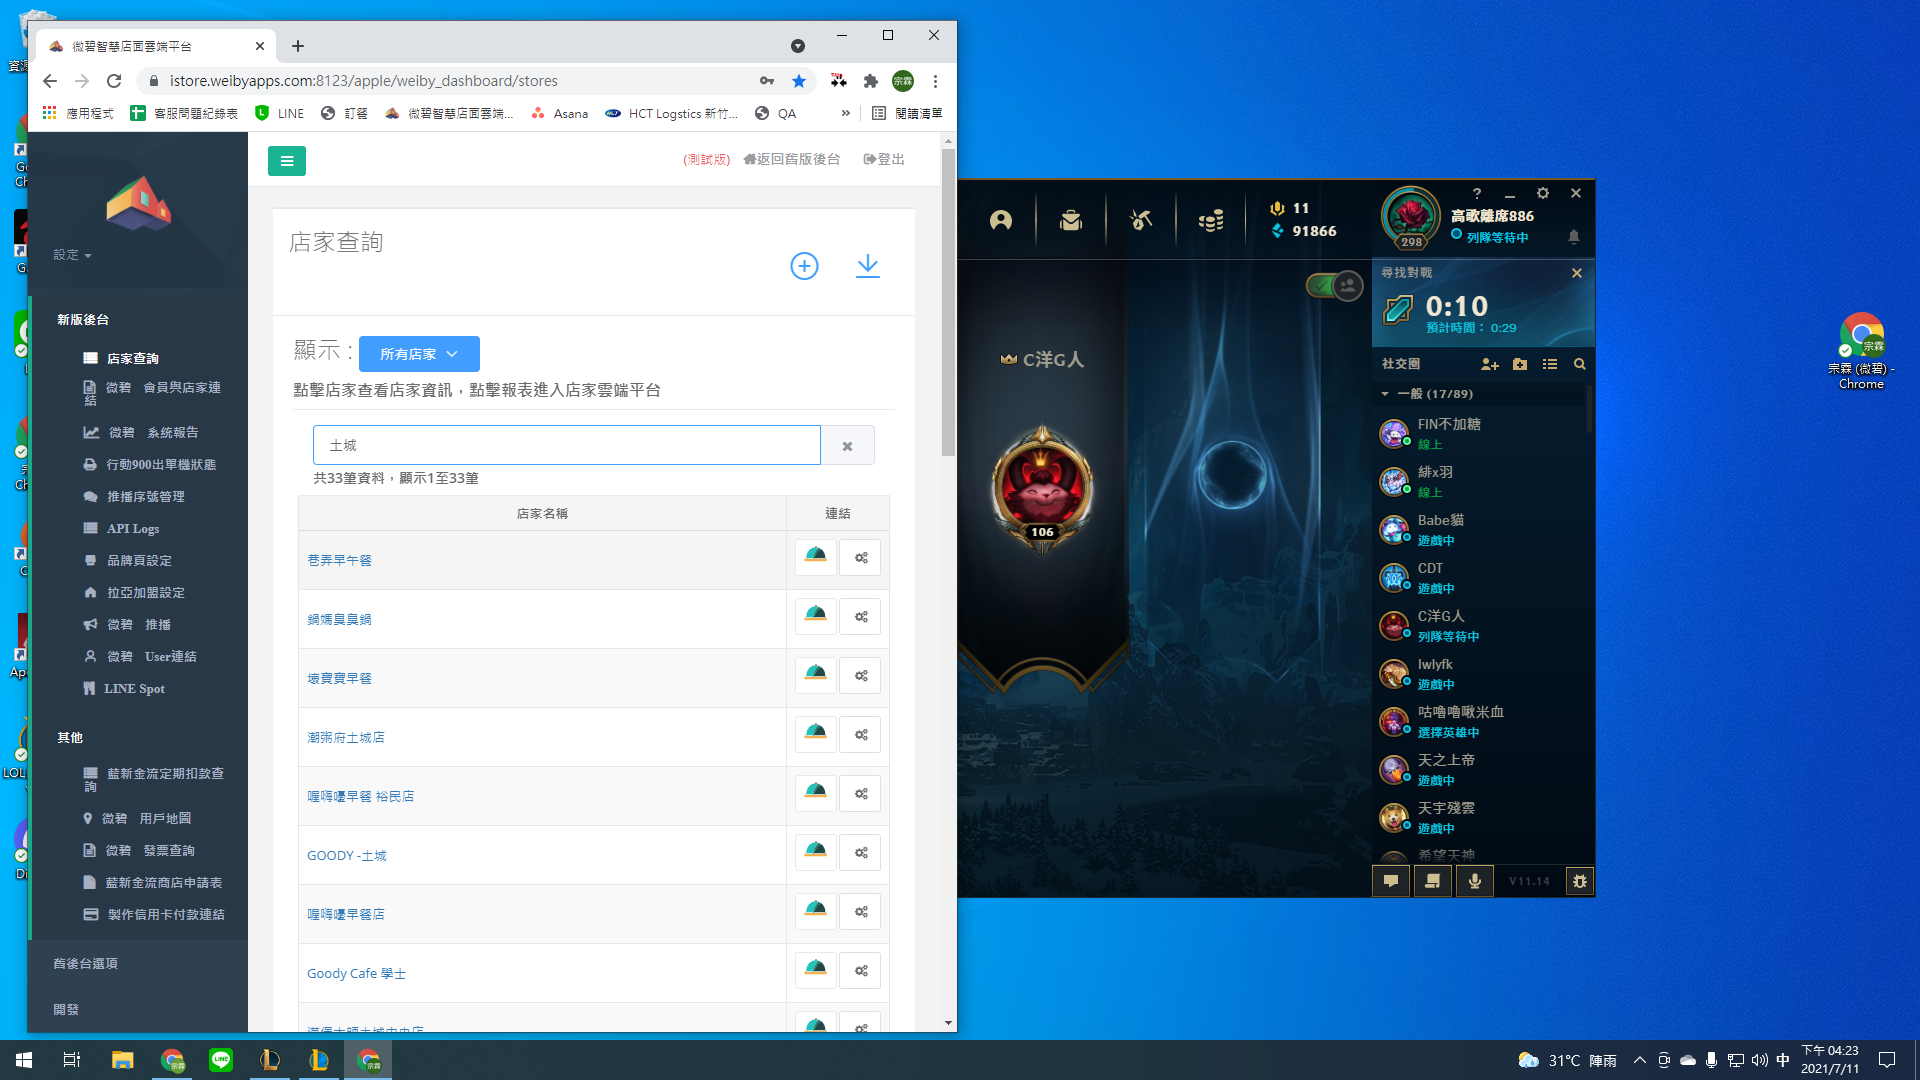 微碧智慧店面雲端平台
istore.weibyapps.com:8123/apple/weiby_dashboard/stores
應用程式
客服問題紀錄表
LINE
訂餐
微碧智慧店面雲端...
Asana
HCT Logstics 新竹...
QA
»
閱讀清單
(測試版)
返回舊版後台
登出
設定
新版後台
店家查詢
微碧 會員與店家連
結
微碧 系統報告
行動900出單機狀態
推播序號管理
API Logs
品牌頁設定
拉亞加盟設定
微碧 推播
微碧 User連結
LINE Spot
其他
藍新金流定期扣款查
詢
微碧 用戶地圖
微碧 發票查詢
藍新金流商店申請表
製作信用卡付款連結
舊後台選項
開發
店家查詢
顯示 : 所有店家
點擊店家查看店家資訊，點擊報表進入店家雲端平台
土城
共33筆資料，顯示1至33筆
店家名稱 連結
巷弄早午餐
鍋媽臭臭鍋
壞寶寶早餐
潮粥府土城店
喔嗨嚘早餐 裕民店
GOODY -土城
喔嗨嚘早餐店
Goody Cafe 學士
11
91866
298
高歌離席886
列隊等待中
C洋G人
106
尋找對戰
0:10
預計時間： 0:29
社交圈
一般 (17/89)
FIN不加糖
線上
緋x羽
線上
Babe貓
遊戲中
CDT
遊戲中
C洋G人
列隊等待中
lwlyfk
遊戲中
咕嚕嚕啾米血
選擇英雄中
天之上帝
遊戲中
天宇殘雲
遊戲中
希望天神
V11.14
宗霖 (微碧) -
Chrome
宗霖
31°C 陣雨
中
下午 04:23
2021/7/11